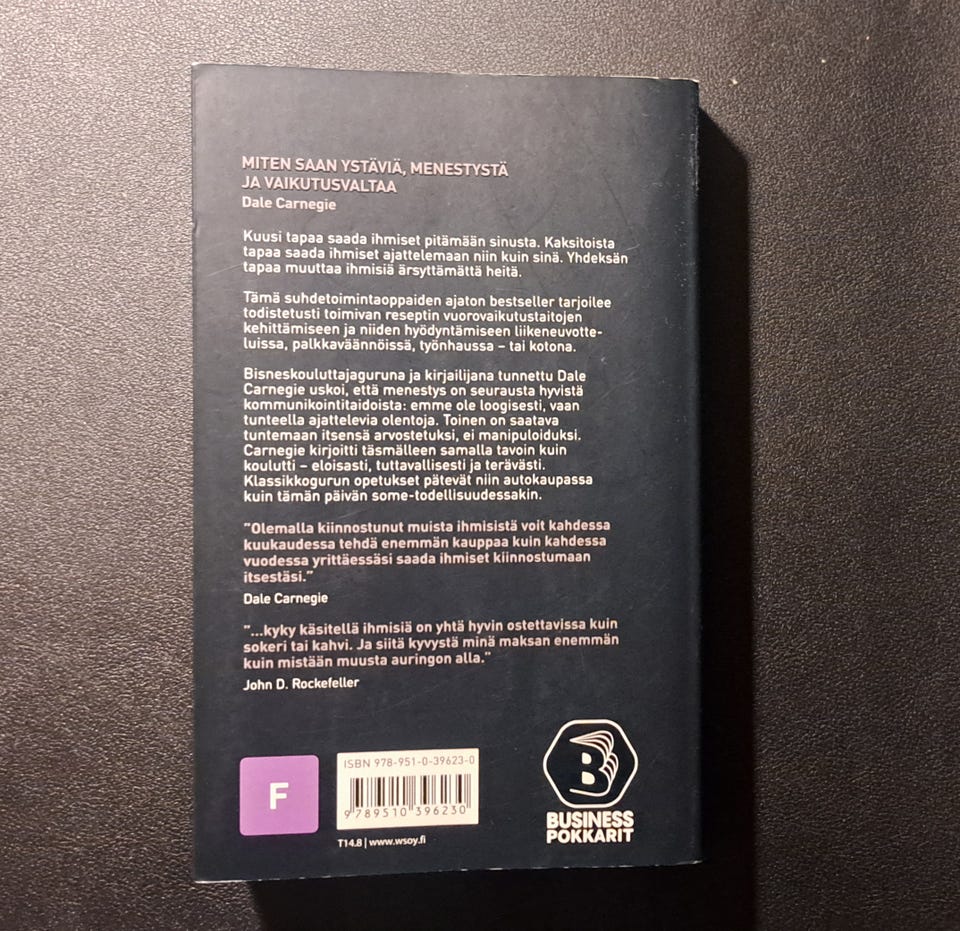 MITEN SAAN YSTÄVIÄ, MENESTYSTÄ
JA VAIKUTUSVALTAA
Dale Carnegie
Kuusi tapaa saada ihmiset pitämään sinusta. Kaksitoista
tapaa saada ihmiset ajattelemaan niin kuin sinä. Yhdeksän
tapaa muuttaa ihmisiä ärsyttämättä heitä.
Tämä suhdetoimintaoppaiden ajaton bestseller tarjoilee
todistetusti toimivan reseptin vuorovaikutustaitojen
kehittämiseen ja niiden hyödyntämiseen liikeneuvotte-
luissa, palkkaväännöissä, työnhaussa – tai kotona.
Bisneskouluttajaguruna ja kirjailijana tunnettu Dale
Carnegie uskoi, että menestys on seurausta hyvistä
kommunikointitaidoista: emme ole loogisesti, vaan
tunteella ajattelevia olentoja. Toinen on saatava
tuntemaan itsensä arvostetuksi, ei manipuloiduksi.
Carnegie kirjoitti täsmälleen samalla tavoin kuin
koulutti – eloisasti, tuttavallisesti ja terävästi.
Klassikkogurun opetukset pätevät niin autokaupassa
kuin tämän päivän some-todellisuudessakin.
"Olemalla kiinnostunut muista ihmisistä voit kahdessa
kuukaudessa tehdä enemmän kauppaa kuin kahdessa
vuodessa yrittäessäsi saada ihmiset kiinnostumaan
itsestäsi."
Dale Carnegie
"...kyky käsitellä ihmisiä on yhtä hyvin ostettavissa kuin
sokeri tai kahvi. Ja siitä kyvystä minä maksan enemmän
kuin mistään muusta auringon alla."
John D. Rockefeller
F
ISBN 978-951-0-39623-0
9 789510 396230
T14.8 | www.wsoy.fi
B
BUSINESS
POKKARIT